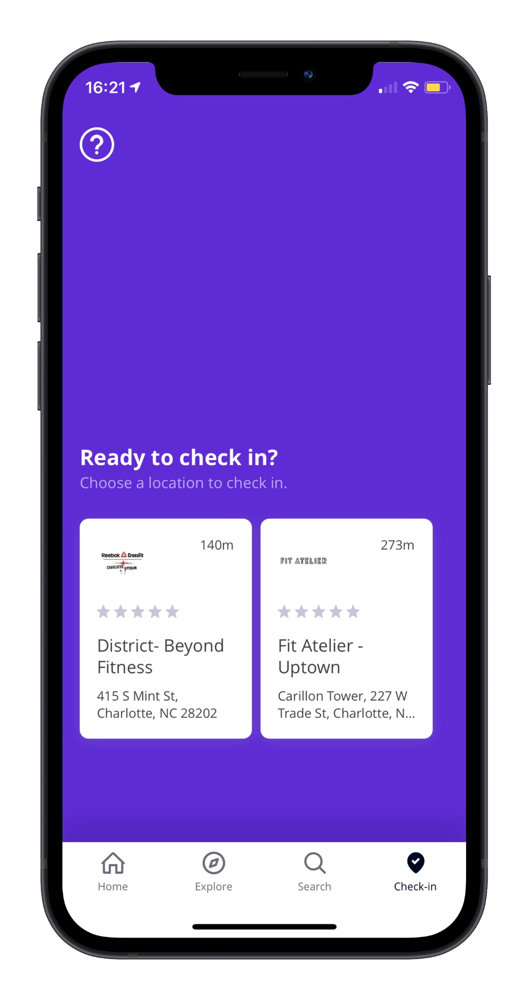 16:21
?
Ready to check in?
Choose a location to check in.
140m
Reebok CrossFit
CHARLOTTE UPTOWN
District- Beyond
Fitness
415 S Mint St,
Charlotte, NC 28202
273m
FIT ATELIER
Fit Atelier -
Uptown
Carillon Tower, 227 W
Trade St, Charlotte, N...
Home
Explore
Search
Check-in